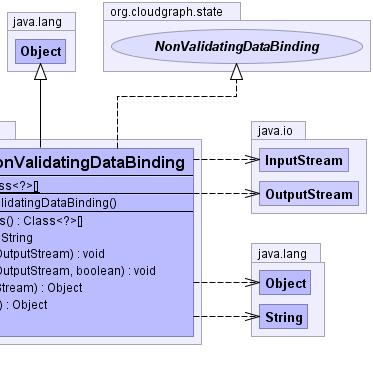 java.lang
Object
org.cloudgraph.state
NonValidatingDataBinding
onValidatingDataBinding
ss<?>[]
lidatingDataBinding()
s() : Class<?>[]
String
OutputStream) : void
OutputStream, boolean) : void
Stream) : Object
) : Object
java.io
InputStream
OutputStream
java.lang
Object
String